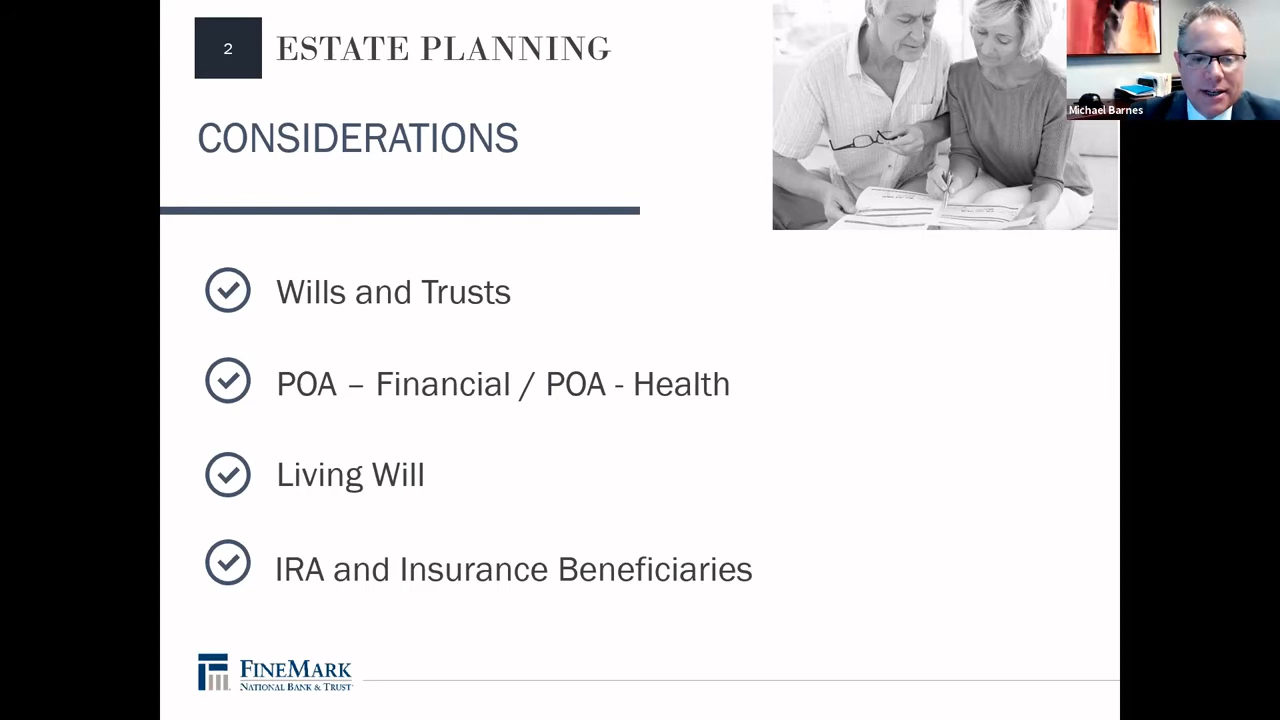 2
ESTATE PLANNING
CONSIDERATIONS
Michael Barnes
Wills and Trusts
POA – Financial / POA - Health
Living Will
IRA and Insurance Beneficiaries
FINEMARK
NATIONAL BANK & TRUST